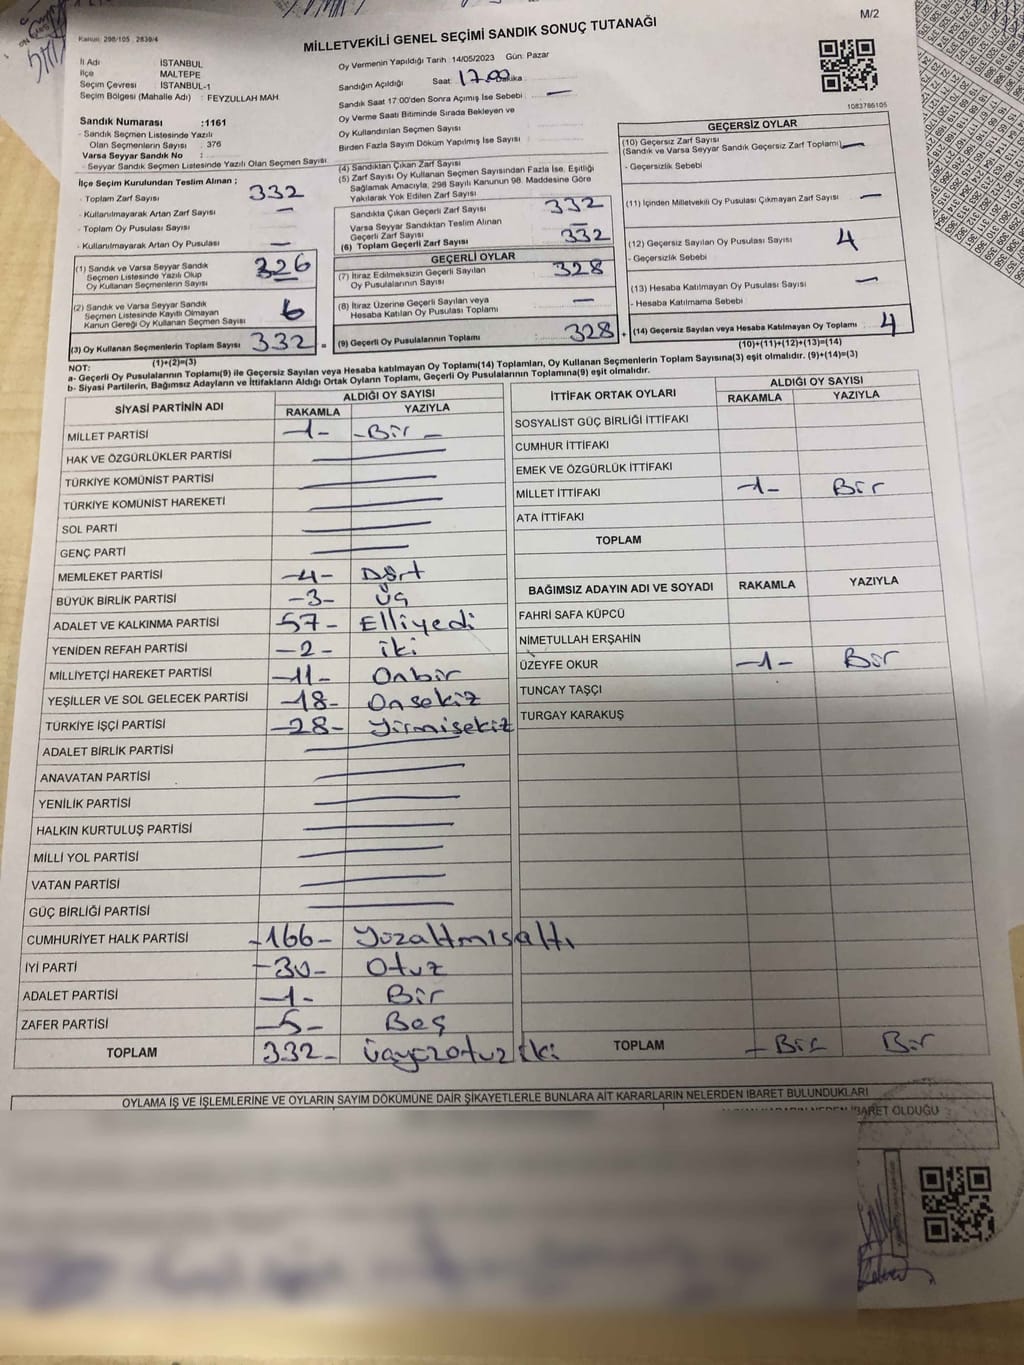 M/2
Kanun: 298/105 , 2839/4
MİLLETVEKİLİ GENEL SEÇİMİ SANDIK SONUÇ TUTANAĞI
İl Adı İSTANBUL
İlçe MALTEPE
Seçim Çevresi : İSTANBUL-1
Seçim Bölgesi (Mahalle Adı) : FEYZULLAH MAH.
Oy Vermenin Yapıldığı Tarih : 14/05/2023 Gün: Pazar
Sandığın Açıldığı Saat: 17.00 Dakika
Sandık Saat 17:00'den Sonra Açımış İse Sebebi : —
Oy Verme Saati Bitiminde Sırada Bekleyen ve
Oy Kullandırılan Seçmen Sayısı
Birden Fazla Sayım Döküm Yapılmış İse Sayısı
1083786105
Sandık Numarası :1161
- Sandık Seçmen Listesinde Yazılı
Olan Seçmenlerin Sayısı : 376
Varsa Seyyar Sandık No :
- Seyyar Sandık Seçmen Listesinde Yazılı Olan Seçmen Sayısı
İlçe Seçim Kurulundan Teslim Alınan :
- Toplam Zarf Sayısı 332
- Kullanılmayarak Artan Zarf Sayısı —
- Toplam Oy Pusulası Sayısı
- Kullanılmayarak Artan Oy Pusulası —
(1) Sandık ve Varsa Seyyar Sandık
Seçmen Listesinde Yazılı Olup
Oy Kullanan Seçmenlerin Sayısı 326
(2) Sandık ve Varsa Seyyar Sandık
Seçmen Listesinde Kayıtlı Olmayan
Kanun Gereği Oy Kullanan Seçmen Sayısı 6
(3) Oy Kullanan Seçmenlerin Toplam Sayısı 332 =
(1)+(2)=(3)
(4) Sandıktan Çıkan Zarf Sayısı
(5) Zarf Sayısı Oy Kullanan Seçmen Sayısından Fazla İse, Eşitliği
Sağlamak Amacıyla, 298 Sayılı Kanunun 98. Maddesine Göre
Yakılarak Yok Edilen Zarf Sayısı
Sandıkta Çıkan Geçerli Zarf Sayısı 332
Varsa Seyyar Sandıktan Teslim Alınan
Geçerli Zarf Sayısı —
(6) Toplam Geçerli Zarf Sayısı 332
GEÇERLİ OYLAR
(7) İtiraz Edilmeksizin Geçerli Sayılan
Oy Pusulalarının Sayısı 328
(8) İtiraz Üzerine Geçerli Sayılan veya
Hesaba Katılan Oy Pusulası Toplamı —
(9) Geçerli Oy Pusulalarının Toplamı : 328 +
GEÇERSİZ OYLAR
(10) Geçersiz Zarf Sayısı
(Sandık ve Varsa Seyyar Sandık Geçersiz Zarf Toplamı) —
- Geçersizlik Sebebi
(11) İçinden Milletvekili Oy Pusulası Çıkmayan Zarf Sayısı —
(12) Geçersiz Sayılan Oy Pusulası Sayısı 4
- Geçersizlik Sebebi
(13) Hesaba Katılmayan Oy Pusulası Sayısı —
- Hesaba Katılmama Sebebi
(14) Geçersiz Sayılan veya Hesaba Katılmayan Oy Toplamı 4
(10)+(11)+(12)+(13)=(14)
NOT:
a- Geçerli Oy Pusulalarının Toplamı(9) ile Geçersiz Sayılan veya Hesaba katılmayan Oy Toplamı(14) Toplamları, Oy Kullanan Seçmenlerin Toplam Sayısına(3) eşit olmalıdır. (9)+(14)=(3)
b- Siyasi Partilerin, Bağımsız Adayların ve İttifakların Aldığı Ortak Oyların Toplamı, Geçerli Oy Pusulalarının Toplamına(9) eşit olmalıdır.
SİYASİ PARTİNİN ADI ALDIĞI OY SAYISI
RAKAMLA YAZIYLA
MİLLET PARTİSİ -1- -Bir-
HAK VE ÖZGÜRLÜKLER PARTİSİ —
TÜRKİYE KOMÜNİST PARTİSİ —
TÜRKİYE KOMÜNİST HAREKETİ —
SOL PARTİ —
GENÇ PARTİ —
MEMLEKET PARTİSİ -4- Dört
BÜYÜK BİRLİK PARTİSİ -3- Üç
ADALET VE KALKINMA PARTİSİ 57- Elliyedi
YENİDEN REFAH PARTİSİ -2- iki
MİLLİYETÇİ HAREKET PARTİSİ -11- Onbir
YEŞİLLER VE SOL GELECEK PARTİSİ -18- Onsekiz
TÜRKİYE İŞÇİ PARTİSİ -28- Yirmisekiz
ADALET BİRLİK PARTİSİ —
ANAVATAN PARTİSİ —
YENİLİK PARTİSİ —
HALKIN KURTULUŞ PARTİSİ —
MİLLİ YOL PARTİSİ —
VATAN PARTİSİ —
GÜÇ BİRLİĞİ PARTİSİ —
CUMHURİYET HALK PARTİSİ -166- Yüzaltmışaltı
İYİ PARTİ -30- Otuz
ADALET PARTİSİ -1- Bir
ZAFER PARTİSİ -5- Beş
TOPLAM 332- üçyüzotuziki
İTTİFAK ORTAK OYLARI ALDIĞI OY SAYISI
RAKAMLA YAZIYLA
SOSYALİST GÜÇ BİRLİĞİ İTTİFAKI
CUMHUR İTTİFAKI
EMEK VE ÖZGÜRLÜK İTTİFAKI
MİLLET İTTİFAKI -1- Bir
ATA İTTİFAKI
TOPLAM
BAĞIMSIZ ADAYIN ADI VE SOYADI RAKAMLA YAZIYLA
FAHRİ SAFA KÜPCÜ
NİMETULLAH ERŞAHİN
ÜZEYFE OKUR -1- Bir
TUNCAY TAŞÇI
TURGAY KARAKUŞ
TOPLAM - Bir Bir
OYLAMA İŞ VE İŞLEMLERİNE VE OYLARIN SAYIM DÖKÜMÜNE DAİR ŞİKAYETLERLE BUNLARA AİT KARARLARIN NELERDEN İBARET BULUNDUKLARI
İBARET OLDUĞU